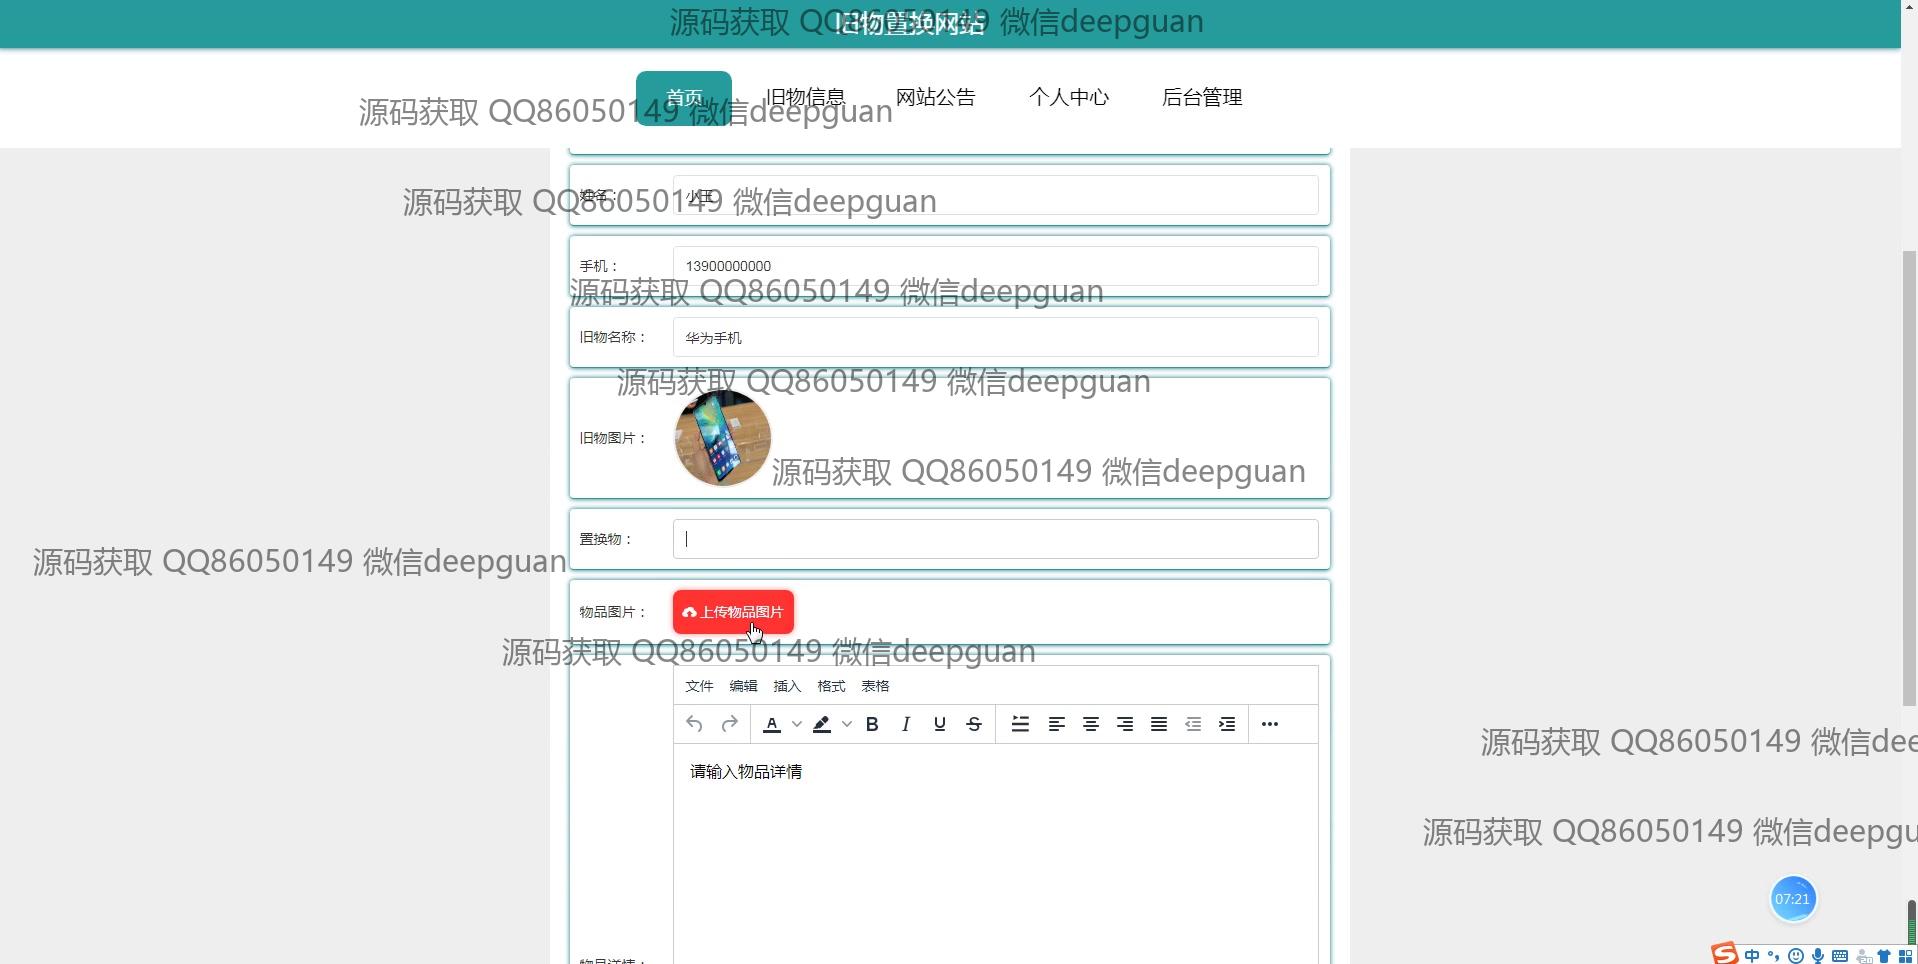 旧物置换网站
源码获取 QQ86050149 微信deepguan
首页 旧物信息 网站公告 个人中心 后台管理
源码获取 QQ86050149 微信deepguan
姓名： 小王
源码获取 QQ86050149 微信deepguan
手机： 13900000000
源码获取 QQ86050149 微信deepguan
旧物名称： 华为手机
源码获取 QQ86050149 微信deepguan
旧物图片：
源码获取 QQ86050149 微信deepguan
置换物：
源码获取 QQ86050149 微信deepguan
物品图片： 上传物品图片
源码获取 QQ86050149 微信deepguan
文件 编辑 插入 格式 表格
A B I U S
源码获取 QQ86050149 微信dee
请输入物品详情
源码获取 QQ86050149 微信deepgu
07:21
物品详情：
S 中